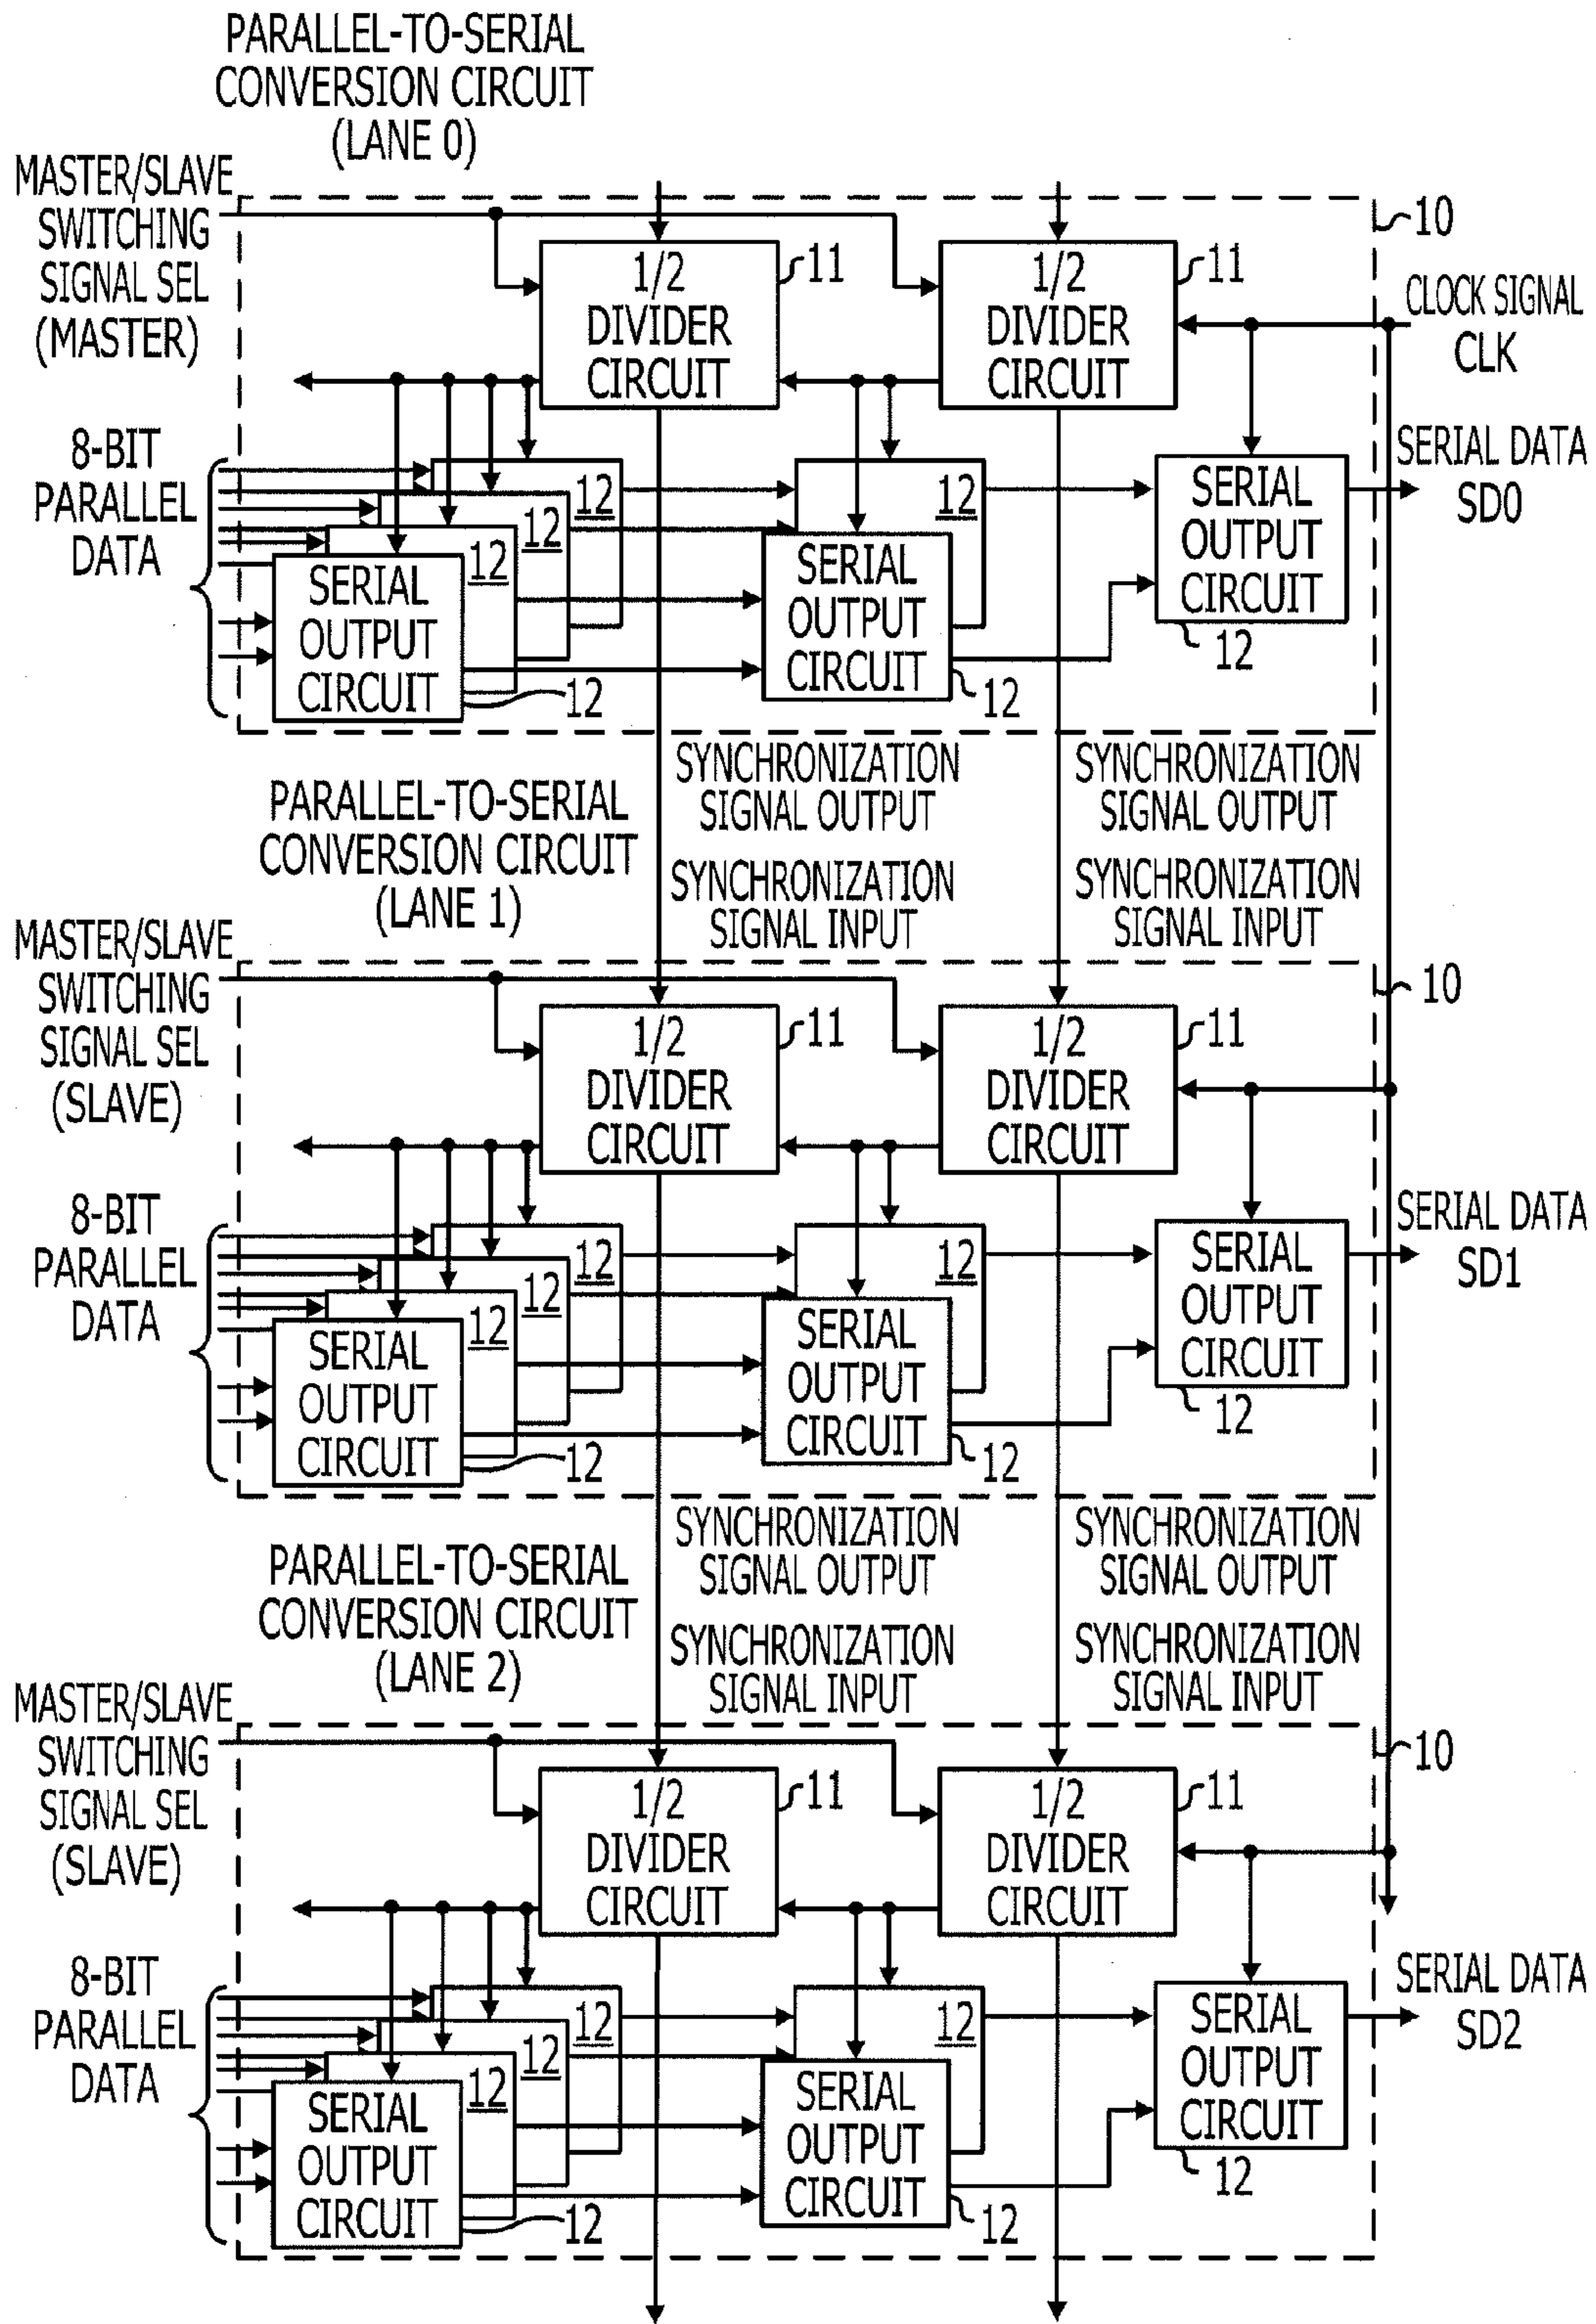 PARALLEL-TO-SERIAL
CONVERSION CIRCUIT
(LANE 0)
MASTER/SLAVE
SWITCHING
SIGNAL SEL
(MASTER)
10
1/2
DIVIDER
CIRCUIT
11
1/2
DIVIDER
CIRCUIT
11
CLOCK SIGNAL
CLK
8-BIT
PARALLEL
DATA
12
12
12
SERIAL
OUTPUT
CIRCUIT
12
12
SERIAL
OUTPUT
CIRCUIT
12
SERIAL
OUTPUT
CIRCUIT
12
SERIAL DATA
SD0
SYNCHRONIZATION
SIGNAL OUTPUT
SYNCHRONIZATION
SIGNAL OUTPUT
PARALLEL-TO-SERIAL
CONVERSION CIRCUIT
(LANE 1)
SYNCHRONIZATION
SIGNAL INPUT
SYNCHRONIZATION
SIGNAL INPUT
MASTER/SLAVE
SWITCHING
SIGNAL SEL
(SLAVE)
10
1/2
DIVIDER
CIRCUIT
11
1/2
DIVIDER
CIRCUIT
11
8-BIT
PARALLEL
DATA
12
12
12
SERIAL
OUTPUT
CIRCUIT
12
12
SERIAL
OUTPUT
CIRCUIT
12
SERIAL
OUTPUT
CIRCUIT
12
SERIAL DATA
SD1
SYNCHRONIZATION
SIGNAL OUTPUT
SYNCHRONIZATION
SIGNAL OUTPUT
PARALLEL-TO-SERIAL
CONVERSION CIRCUIT
(LANE 2)
SYNCHRONIZATION
SIGNAL INPUT
SYNCHRONIZATION
SIGNAL INPUT
MASTER/SLAVE
SWITCHING
SIGNAL SEL
(SLAVE)
10
1/2
DIVIDER
CIRCUIT
11
1/2
DIVIDER
CIRCUIT
11
8-BIT
PARALLEL
DATA
12
12
12
SERIAL
OUTPUT
CIRCUIT
12
12
SERIAL
OUTPUT
CIRCUIT
12
SERIAL
OUTPUT
CIRCUIT
12
SERIAL DATA
SD2